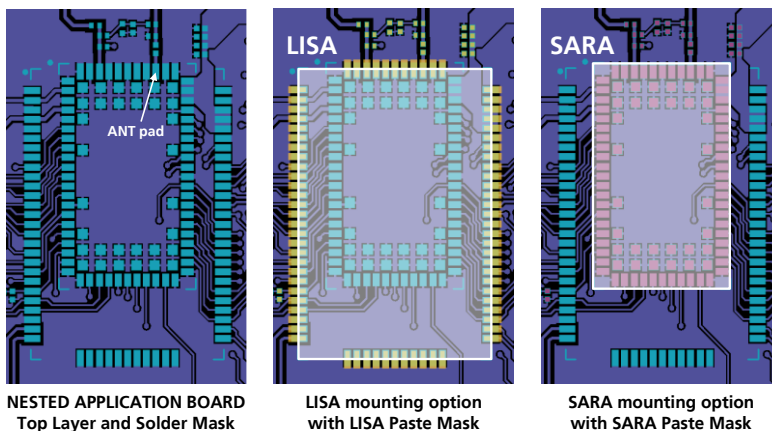 LISA
SARA
ANT pad
NESTED APPLICATION BOARD
Top Layer and Solder Mask
LISA mounting option
with LISA Paste Mask
SARA mounting option
with SARA Paste Mask